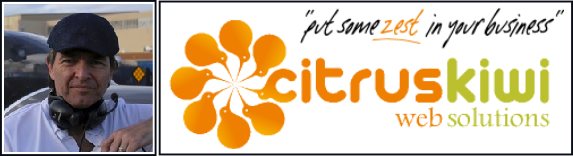 "put some zest in your business"
citruskiwi
web solutions